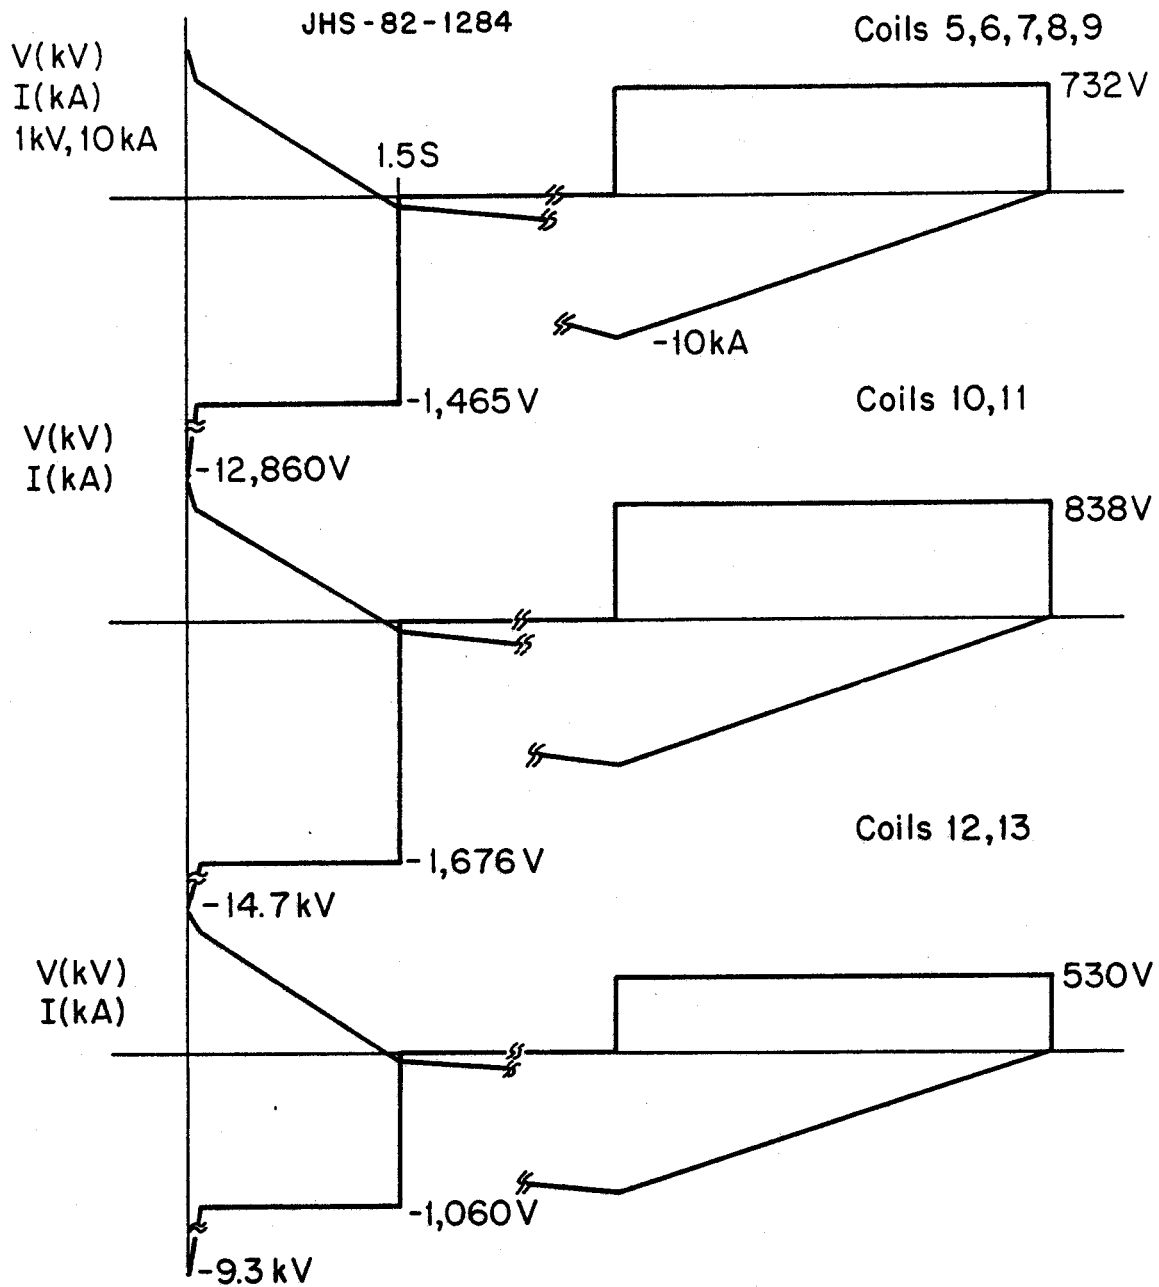 JHS-82-1284
Coils 5,6,7,8,9
V(kV)
I(kA)
1kV, 10kA
732V
1.5S
-10kA
-1,465V
Coils 10,11
V(kV)
I(kA)
-12,860V
838V
Coils 12,13
-1,676V
-14.7kV
V(kV)
I(kA)
530V
-1,060V
-9.3kV